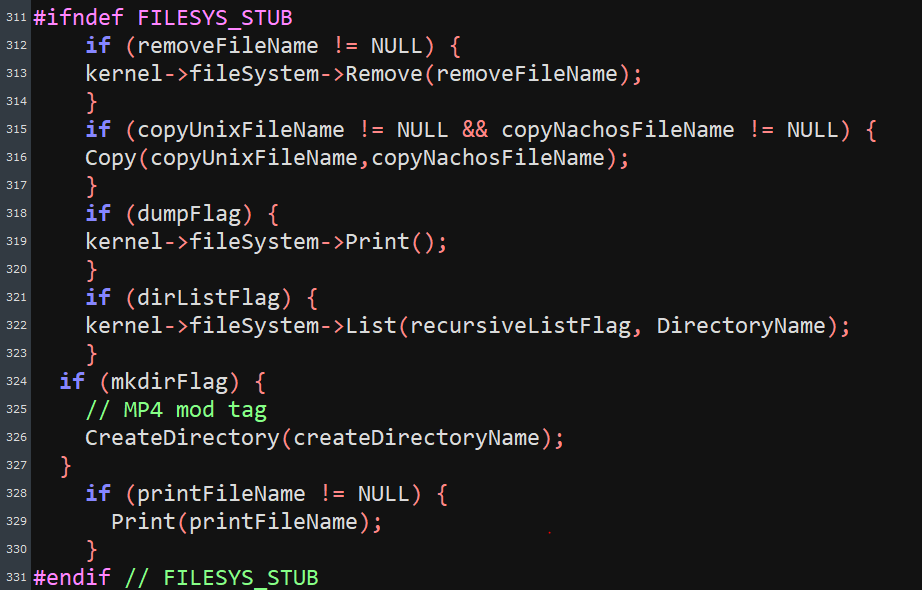 311 #ifndef FILESYS_STUB
312     if (removeFileName != NULL) {
313     kernel->fileSystem->Remove(removeFileName);
314     }
315     if (copyUnixFileName != NULL && copyNachosFileName != NULL) {
316     Copy(copyUnixFileName,copyNachosFileName);
317     }
318     if (dumpFlag) {
319     kernel->fileSystem->Print();
320     }
321     if (dirListFlag) {
322     kernel->fileSystem->List(recursiveListFlag, DirectoryName);
323     }
324   if (mkdirFlag) {
325     // MP4 mod tag
326     CreateDirectory(createDirectoryName);
327   }
328     if (printFileName != NULL) {
329       Print(printFileName);
330     }
331 #endif // FILESYS_STUB